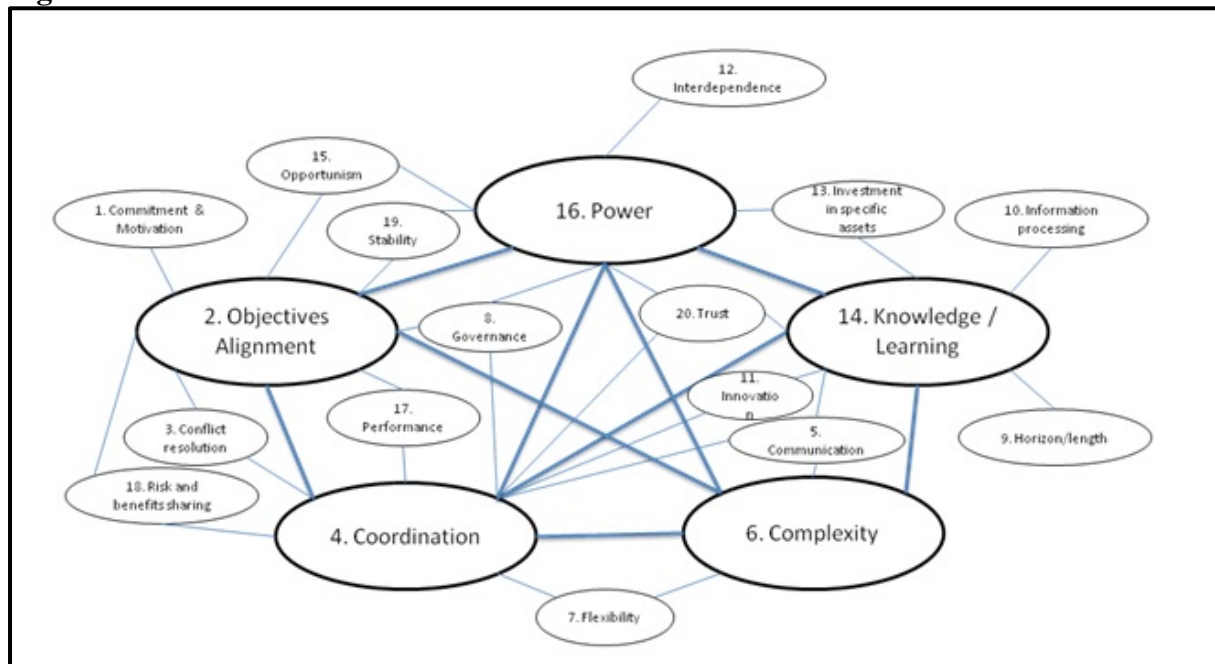 12.
Interdependence
15.
Opportunism
16. Power
13. Investment
in specific
assets
1. Commitment &
Motivation
10. Information
processing
19.
Stability
2. Objectives
Alignment
8.
Governance
20. Trust
14. Knowledge /
Learning
11.
Innovatio
n
17.
Performance
3. Conflict
resolution
5.
Communication
9. Horizon/length
18. Risk and
benefits sharing
4. Coordination
6. Complexity
7. Flexibility